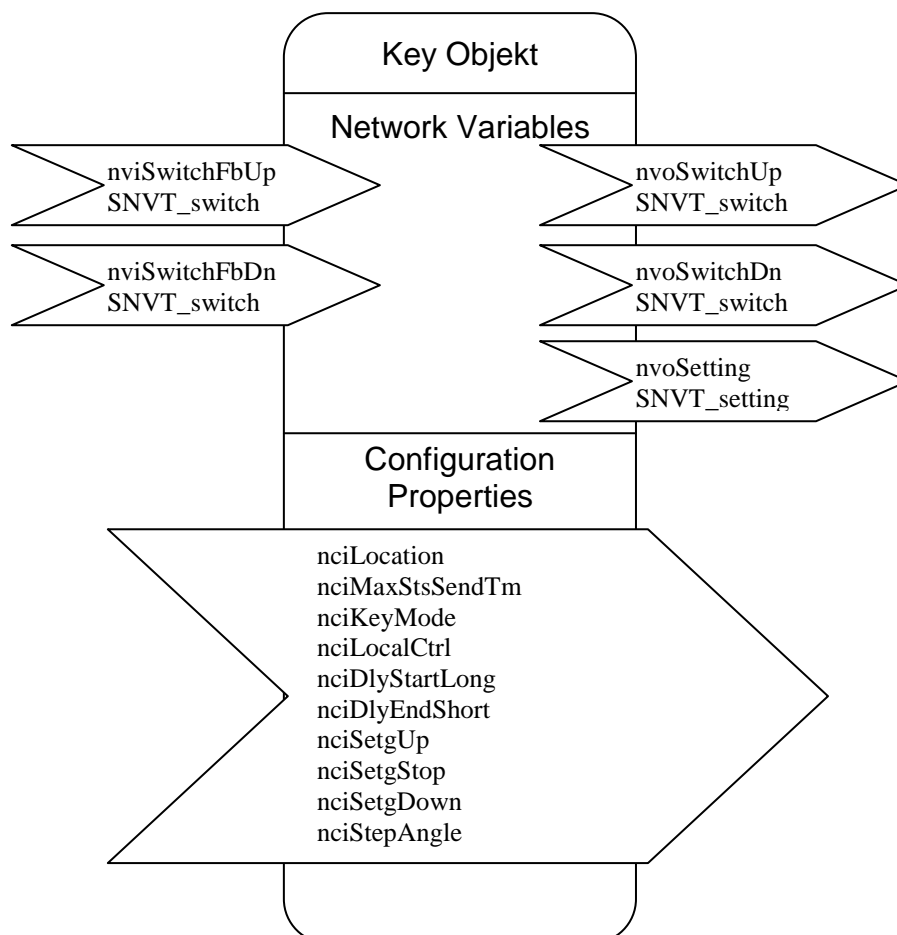 Key Objekt
Network Variables
nviSwitchFbUp
SNVT_switch
nvoSwitchUp
SNVT_switch
nviSwitchFbDn
SNVT_switch
nvoSwitchDn
SNVT_switch
nvoSetting
SNVT_setting
Configuration
Properties
nciLocation
nciMaxStsSendTm
nciKeyMode
nciLocalCtrl
nciDlyStartLong
nciDlyEndShort
nciSetgUp
nciSetgStop
nciSetgDown
nciStepAngle